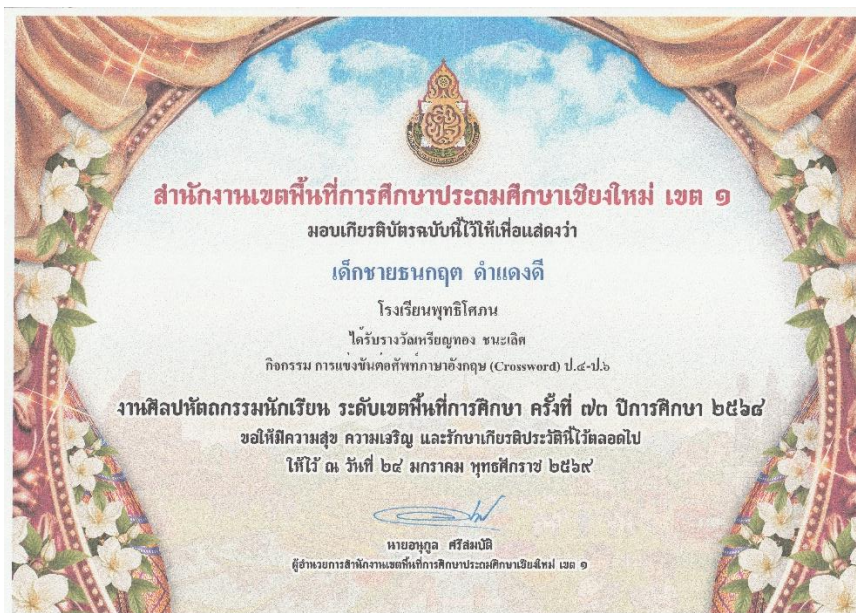 สำนักงานเขตพื้นที่การศึกษาประถมศึกษาเชียงใหม่ เขต ๑
มอบเกียรติบัตรฉบับนี้ไว้ให้เพื่อแสดงว่า
เด็กชายธนกฤต ดำแดงดี
โรงเรียนพุทธิโศภน
ได้รับรางวัลเหรียญทอง ชนะเลิศ
กิจกรรม การแข่งขันต่อศัพท์ภาษาอังกฤษ (Crossword) ป.๔-ป.๖
งานศิลปหัตถกรรมนักเรียน ระดับเขตพื้นที่การศึกษา ครั้งที่ ๗๓ ปีการศึกษา ๒๕๖๘
ขอให้มีความสุข ความเจริญ และรักษาเกียรติประวัตินี้ไว้ตลอดไป
ให้ไว้ ณ วันที่ ๒๔ มกราคม พุทธศักราช ๒๕๖๙
นายอนุกูล ศรีสมบัติ
ผู้อำนวยการสำนักงานเขตพื้นที่การศึกษาประถมศึกษาเชียงใหม่ เขต ๑